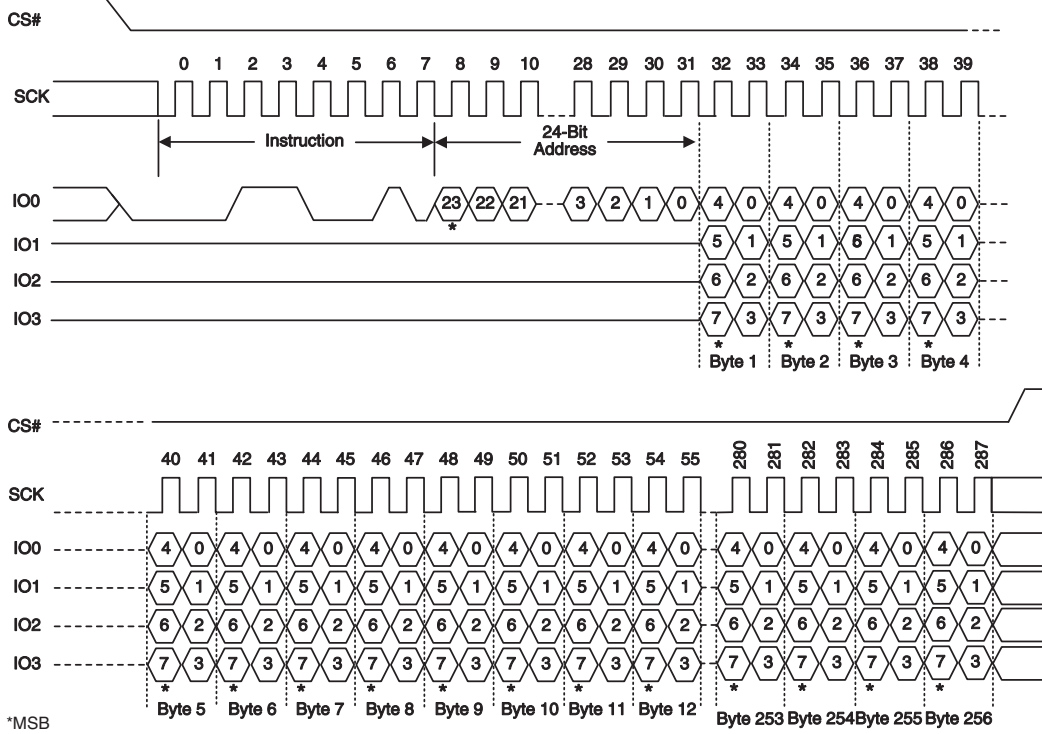 CS#
0 1 2 3 4 5 6 7 8 9 10 28 29 30 31 32 33 34 35 36 37 38 39
SCK
Instruction
24-Bit
Address
IO0 23 22 21 3 2 1 0 4 0 4 0 4 0 4 0
*
IO1 5 1 5 1 6 1 5 1
IO2 6 2 6 2 6 2 6 2
IO3 7 3 7 3 7 3 7 3
* * * *
Byte 1 Byte 2 Byte 3 Byte 4
CS#
40 41 42 43 44 45 46 47 48 49 50 51 52 53 54 55 280 281 282 283 284 285 286 287
SCK
IO0 4 0 4 0 4 0 4 0 4 0 4 0 4 0 4 0 4 0 4 0 4 0 4 0
IO1 5 1 5 1 5 1 5 1 5 1 5 1 5 1 5 1 5 1 5 1 5 1 5 1
IO2 6 2 6 2 6 2 6 2 6 2 6 2 6 2 6 2 6 2 6 2 6 2 6 2
IO3 7 3 7 3 7 3 7 3 7 3 7 3 7 3 7 3 7 3 7 3 7 3 7 3
* * * * * * * * * * * *
Byte 5 Byte 6 Byte 7 Byte 8 Byte 9 Byte 10 Byte 11 Byte 12 Byte 253 Byte 254 Byte 255 Byte 256
*MSB